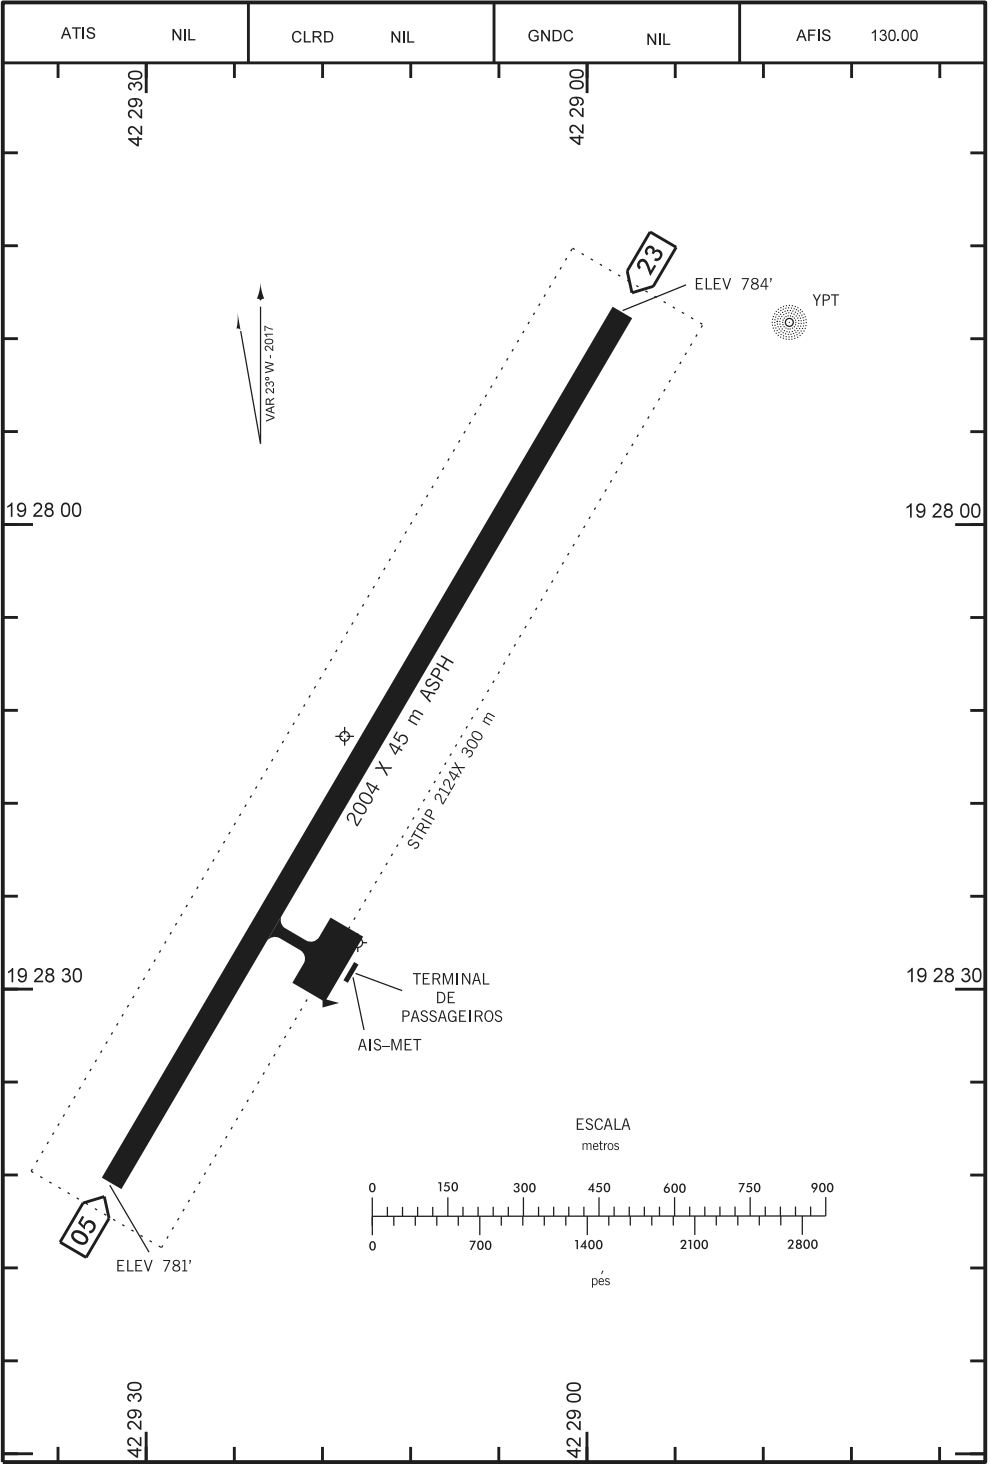 ATIS NIL CLRD NIL GNDC NIL AFIS 130.00
42 29 30
42 29 00
23
ELEV 784'
YPT
VAR 23º W - 2017
19 28 00
19 28 00
2004 X 45 m ASPH
STRIP 2124X 300 m
19 28 30
19 28 30
TERMINAL
DE
PASSAGEIROS
AIS–MET
ESCALA
metros
0 150 300 450 600 750 900
0 700 1400 2100 2800
pés
05
ELEV 781'
42 29 30
42 29 00